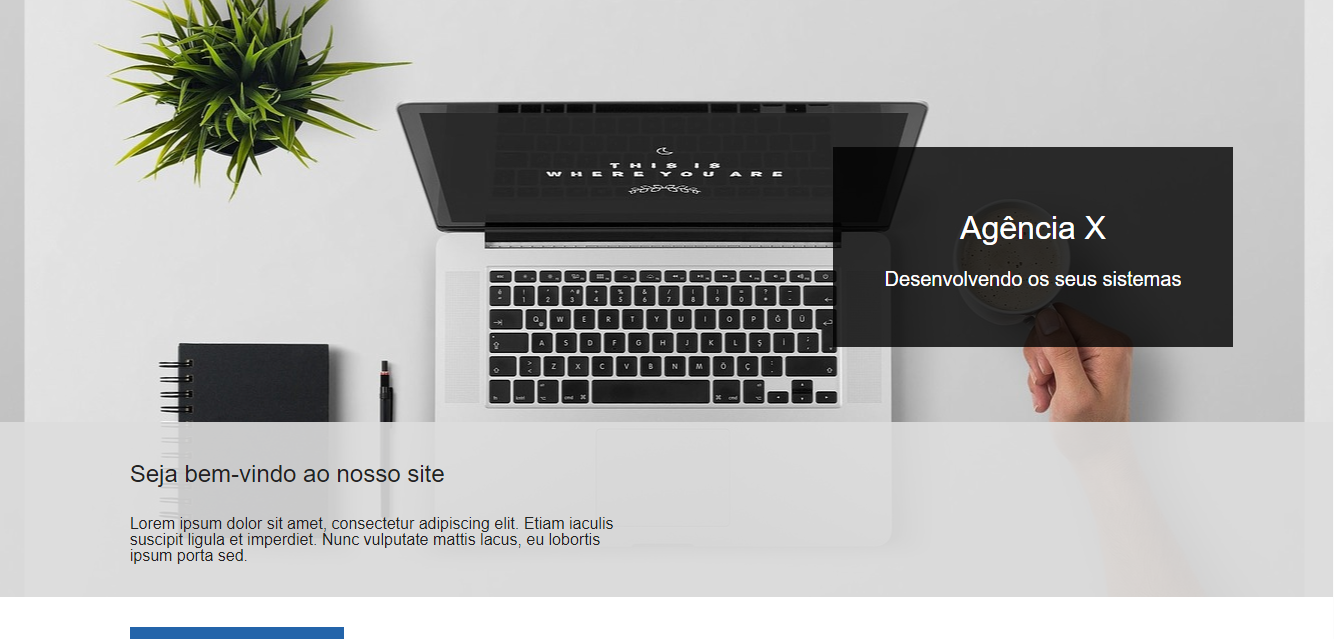 THIS IS
WHERE YOU ARE
Agência X
Desenvolvendo os seus sistemas
Q W E R T Y U I O P Ğ Ü
A S D F G H J K L Ş İ
Z X C V B N M Ö Ç
Seja bem-vindo ao nosso site
Lorem ipsum dolor sit amet, consectetur adipiscing elit. Etiam iaculis
suscipit ligula et imperdiet. Nunc vulputate mattis lacus, eu lobortis
ipsum porta sed.